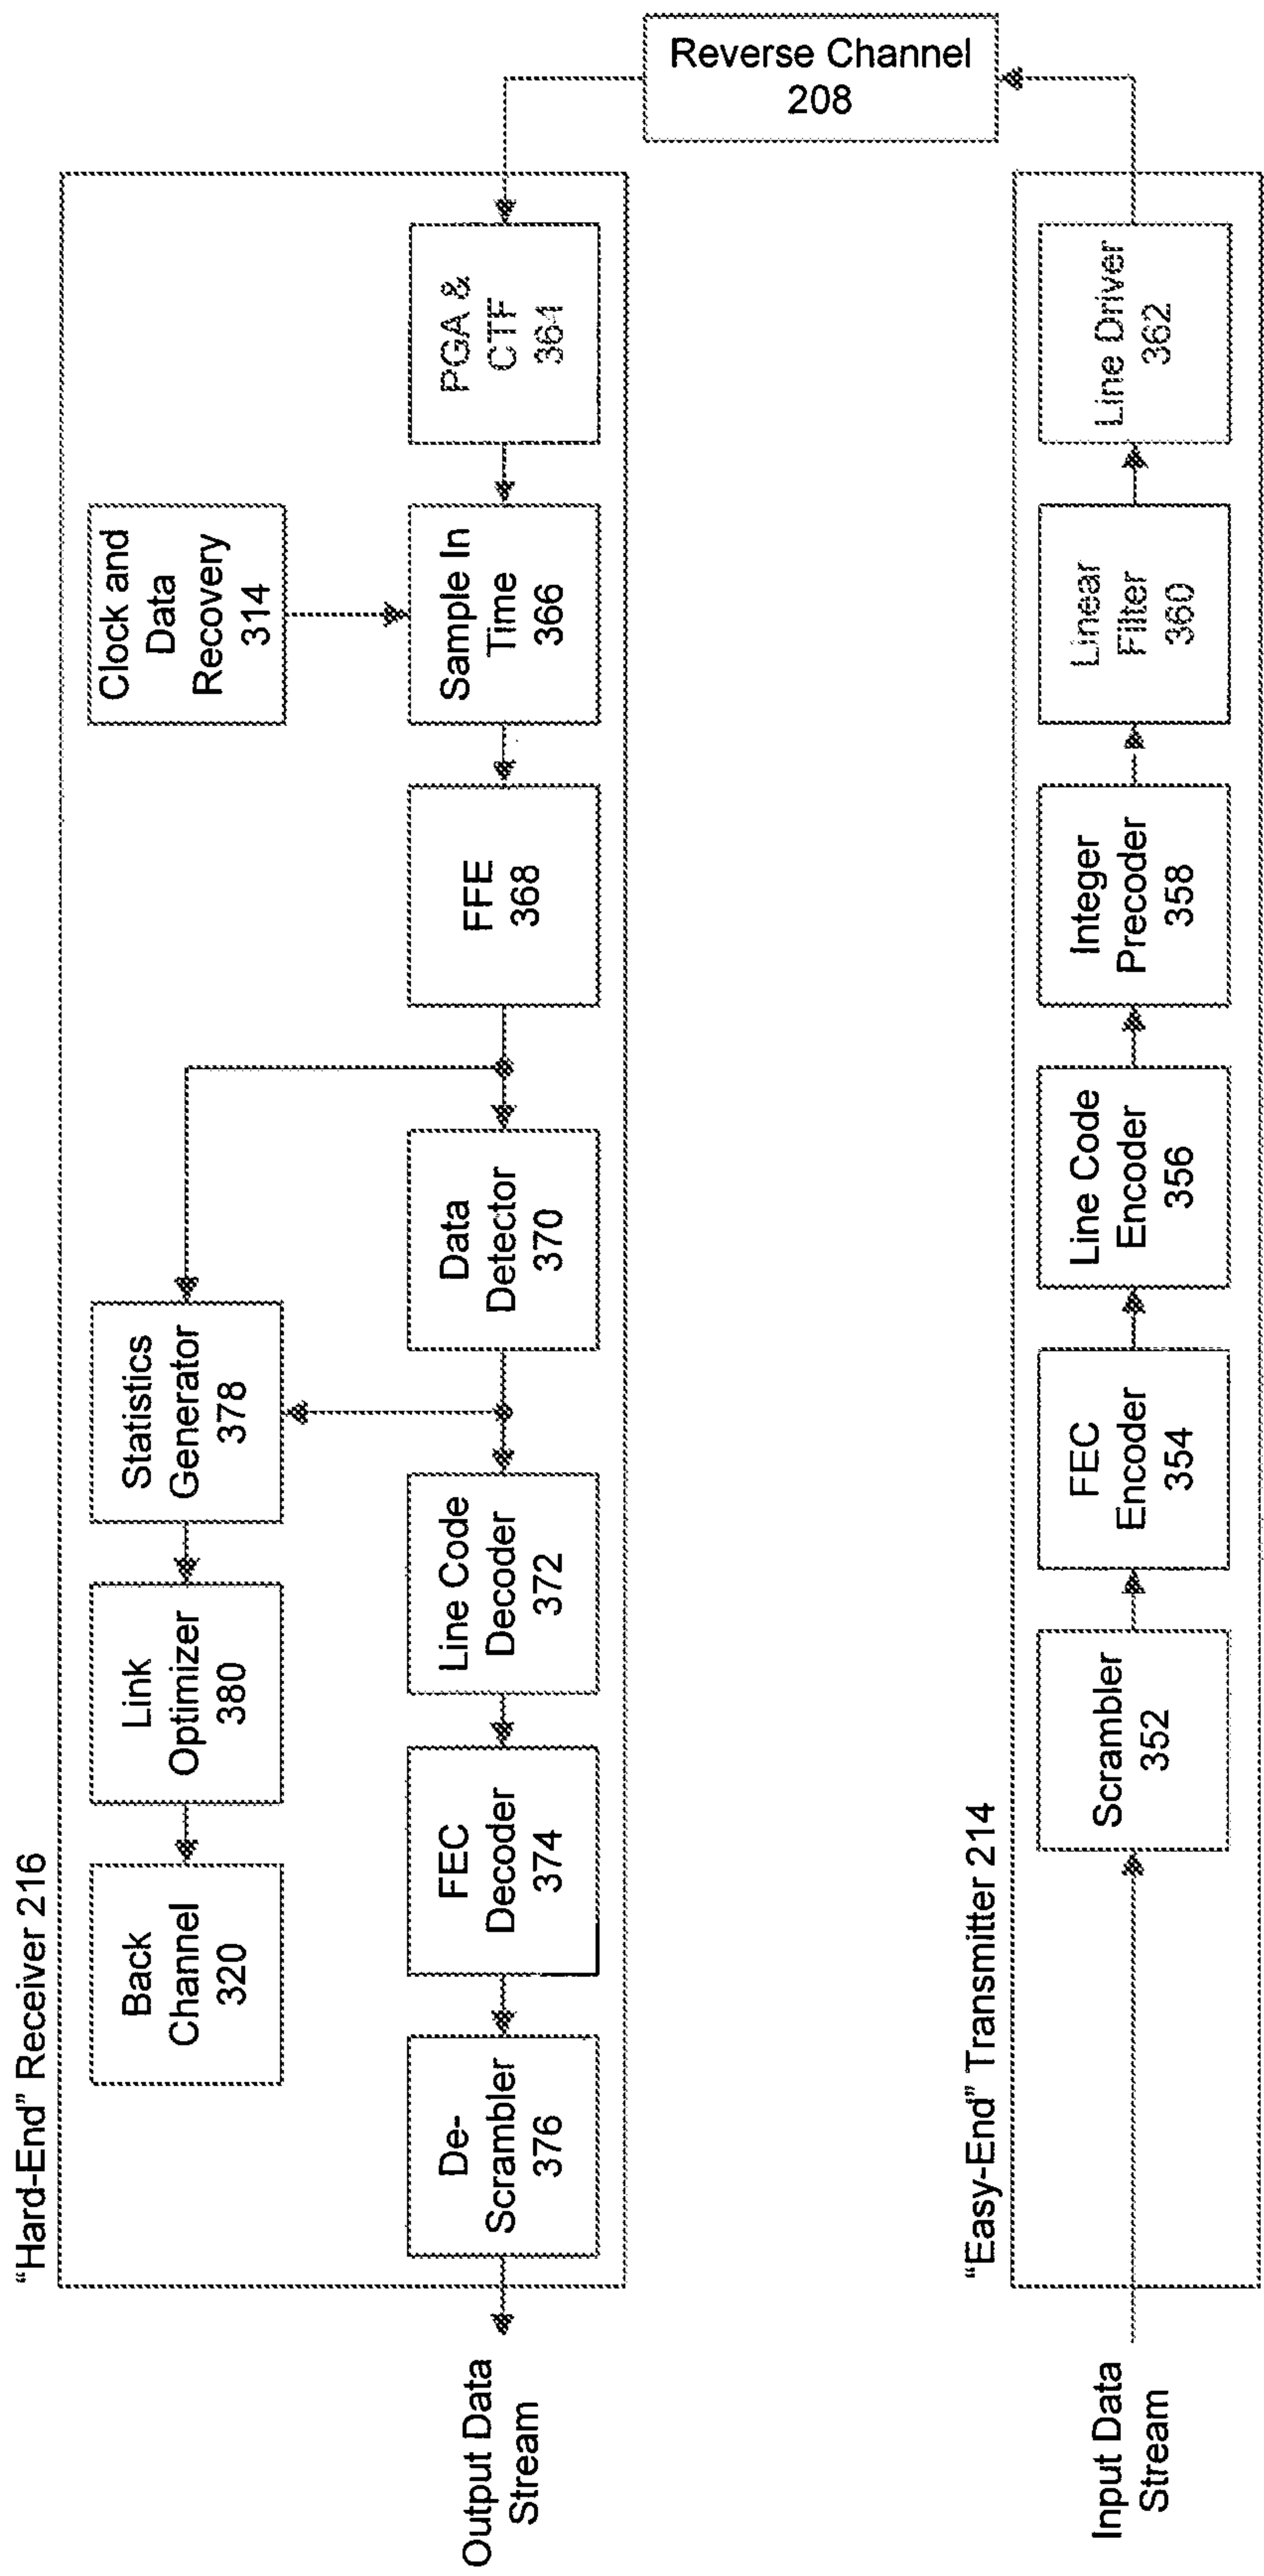 "Hard-End" Receiver 216
Back
Channel
320
Link
Optimizer
380
Statistics
Generator
378
Clock and
Data
Recovery
314
Output Data
Stream
De-
Scrambler
376
FEC
Decoder
374
Line Code
Decoder
372
Data
Detector
370
FFE
368
Sample In
Time
366
PGA &
CTF
364
Reverse Channel
208
"Easy-End" Transmitter 214
Input Data
Stream
Scrambler
352
FEC
Encoder
354
Line Code
Encoder
356
Integer
Precoder
358
Linear
Filter
360
Line Driver
362